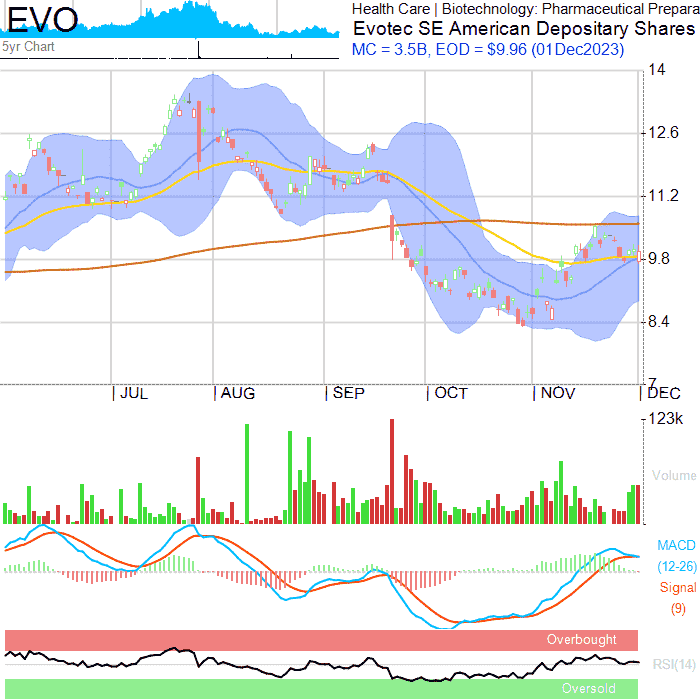 EVO
Health Care | Biotechnology: Pharmaceutical Prepara
Evotec SE American Depositary Shares
5yr Chart
MC = 3.5B, EOD = $9.96 (01Dec2023)
14
12.6
11.2
9.8
8.4
7
JUL
AUG
SEP
OCT
NOV
DEC
123k
Volume
MACD
(12-26)
Signal
(9)
Overbought
RSI(14)
Oversold